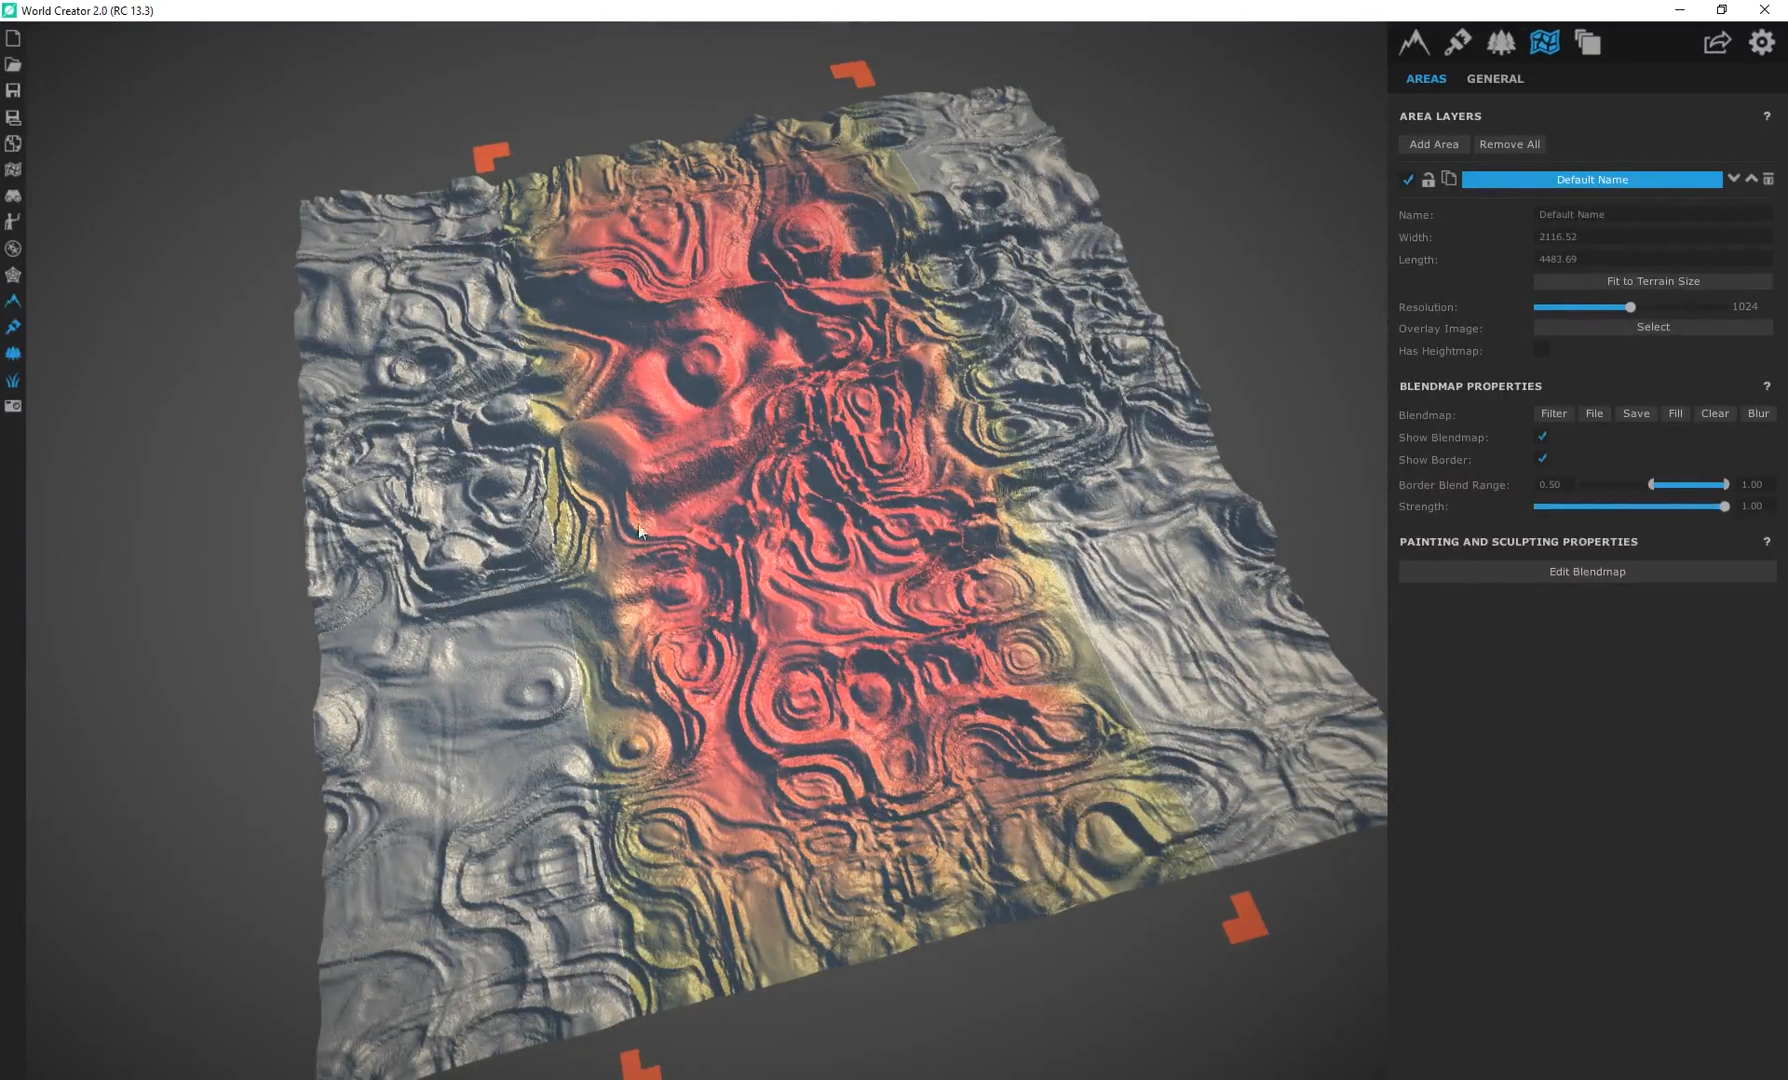 World Creator 2.0 (RC 13.3)
AREAS GENERAL
AREA LAYERS ?
Add Area Remove All
Default Name
Name: Default Name
Width: 2116.52
Length: 4483.69
Fit to Terrain Size
Resolution: 1024
Overlay Image: Select
Has Heightmap:
BLENDMAP PROPERTIES ?
Blendmap: Filter File Save Fill Clear Blur
Show Blendmap:
Show Border:
Border Blend Range: 0.50 1.00
Strength: 1.00
PAINTING AND SCULPTING PROPERTIES ?
Edit Blendmap